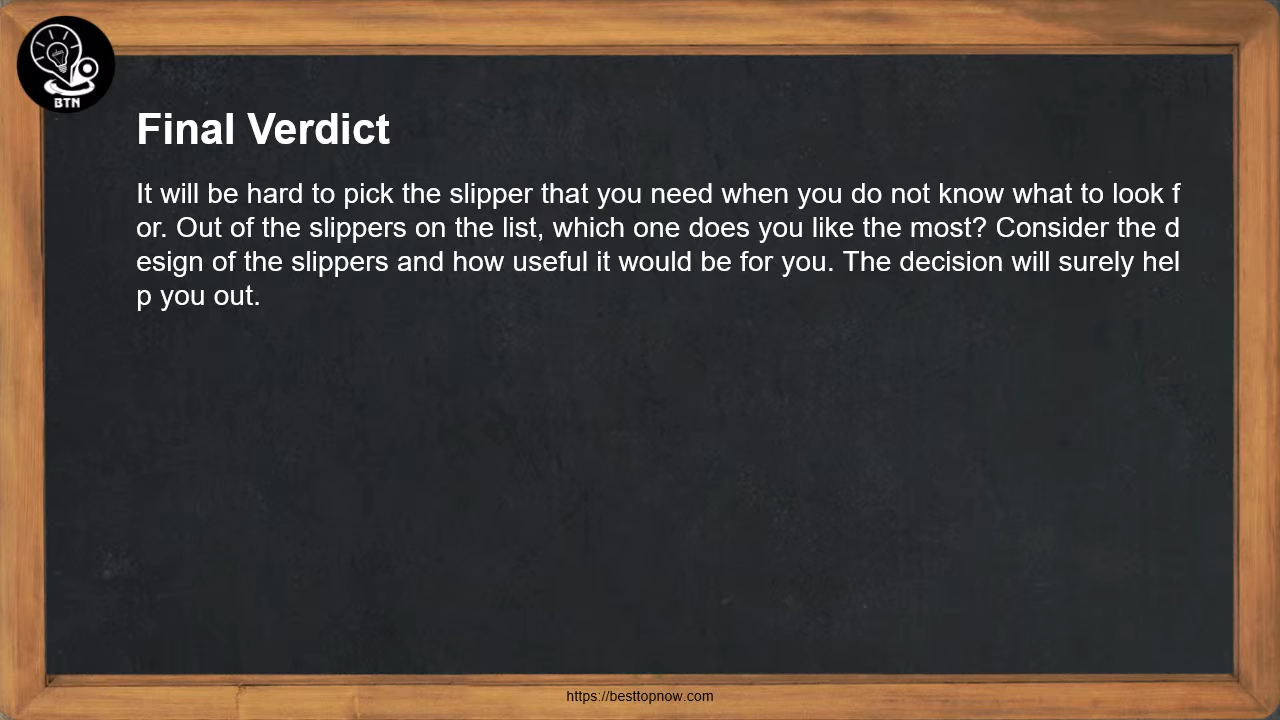 BTN
Final Verdict
It will be hard to pick the slipper that you need when you do not know what to look f
or. Out of the slippers on the list, which one does you like the most? Consider the d
esign of the slippers and how useful it would be for you. The decision will surely hel
p you out.
https://besttopnow.com